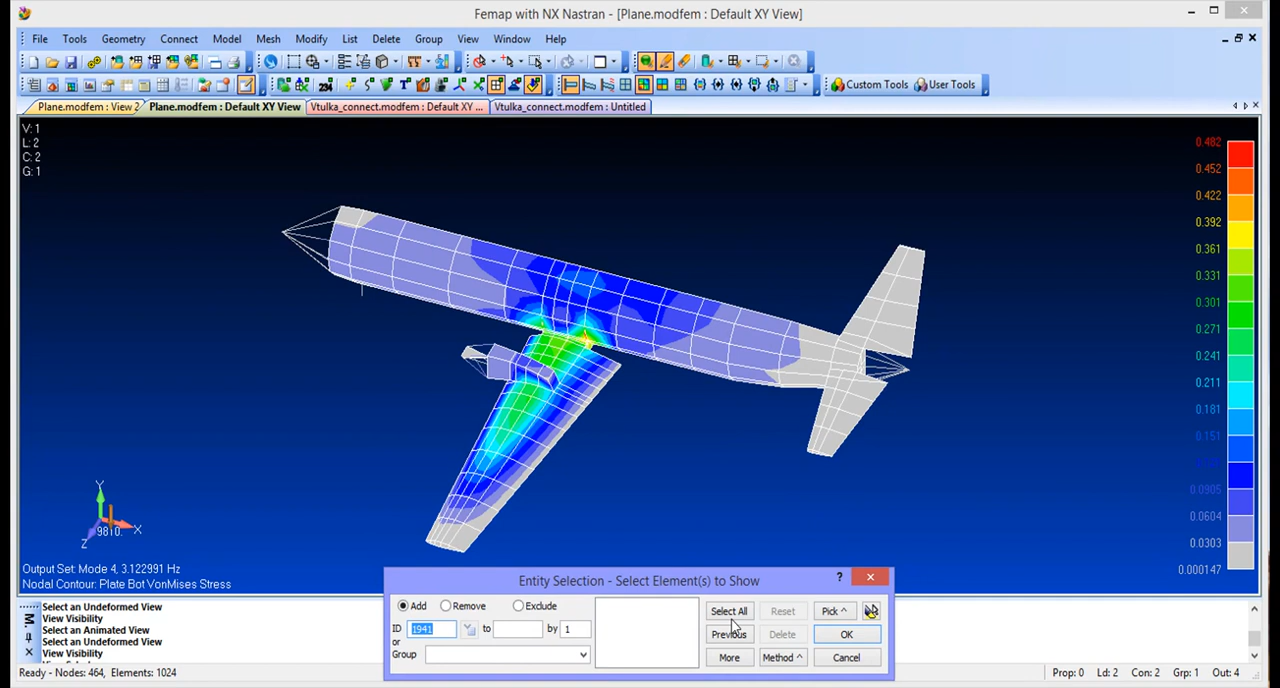 Femap with NX Nastran - [Plane.modfem : Default XY View]
File Tools Geometry Connect Model Mesh Modify List Delete Group View Window Help
234
Custom Tools User Tools
Plane.modfem : View 2 Plane.modfem : Default XY View Vtulka_connect.modfem : Default XY ... Vtulka_connect.modfem : Untitled
V: 1
L: 2
C: 2
G: 1
0.482
0.452
0.422
0.392
0.361
0.331
0.301
0.271
0.241
0.211
0.181
0.151
0.0905
0.0604
0.0303
0.000147
Y
X
Z
9810.
Output Set: Mode 4, 3.122991 Hz
Nodal Contour: Plate Bot VonMises Stress
Entity Selection - Select Element(s) to Show
Add Remove Exclude
ID 1941 to by 1
or
Group
Select All Reset Pick ^
Previous Delete OK
More Method ^ Cancel
Select an Undeformed View
View Visibility
Select an Animated View
Select an Undeformed View
View Visibility
Ready - Nodes: 464, Elements: 1024
Prop: 0 Ld: 2 Con: 2 Grp: 1 Out: 4